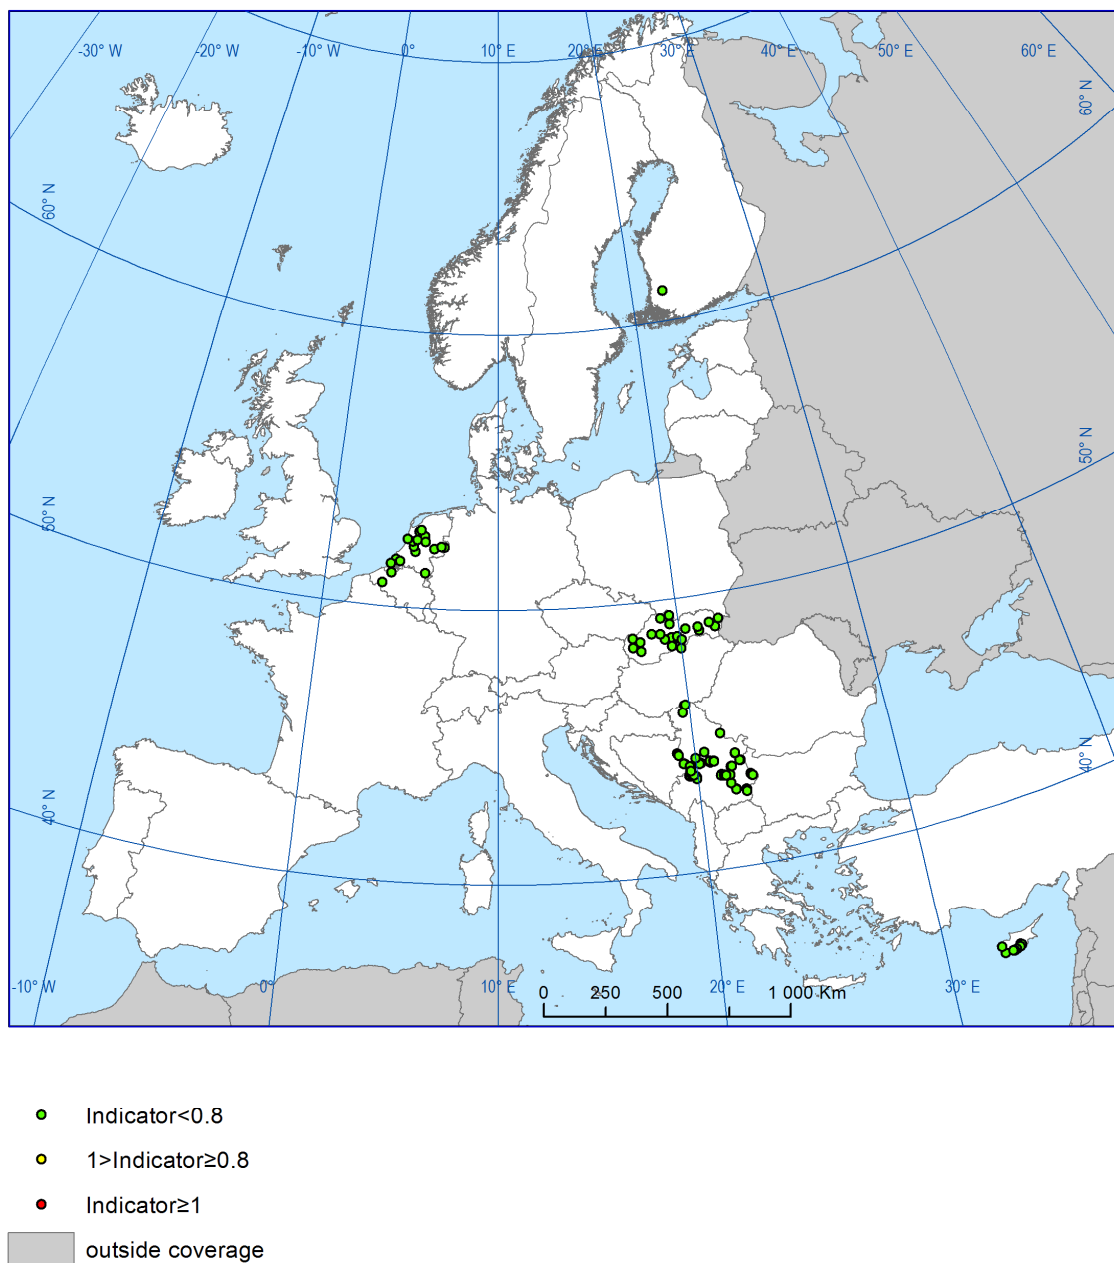 -30° W
-20° W
-10° W
0°
10° E
20° E
30° E
40° E
50° E
60° E
60° N
60° N
50° N
50° N
40° N
40° N
-10° W
0°
10° E
20° E
30° E
0 250 500 1 000 Km
Indicator<0.8
1>Indicator≥0.8
Indicator≥1
outside coverage